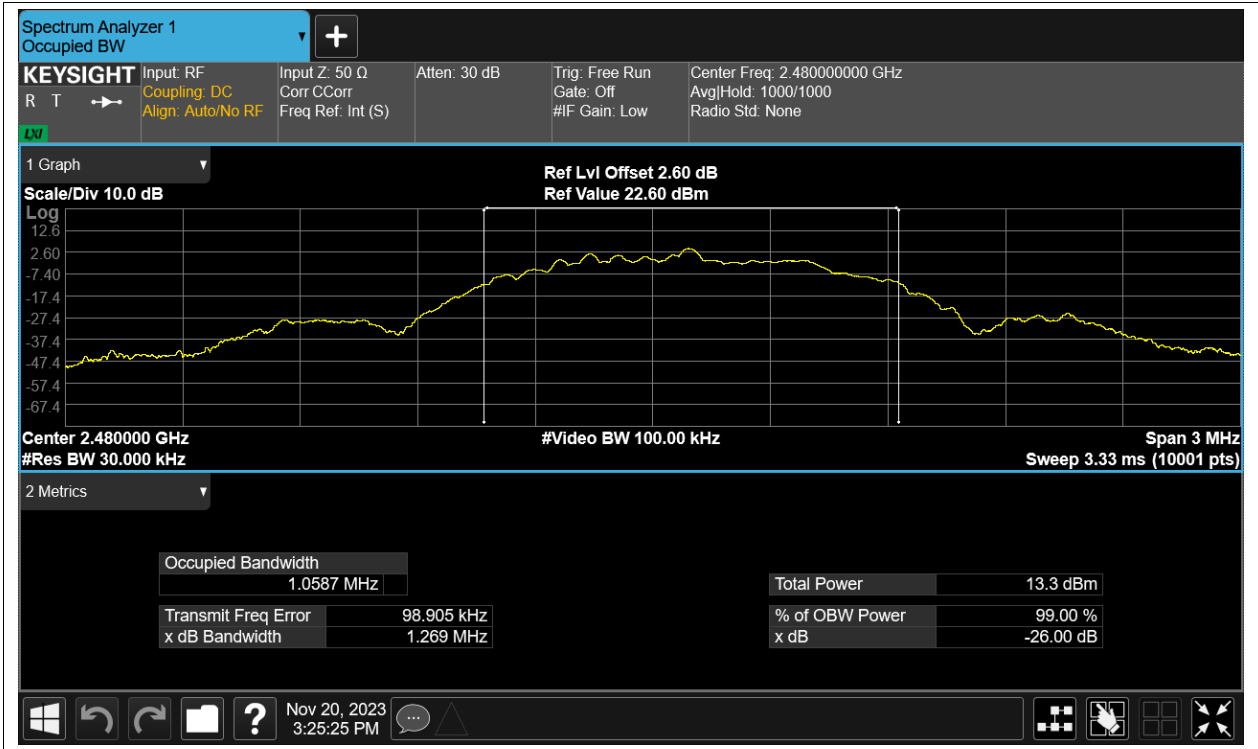 Spectrum Analyzer 1
Occupied BW
KEYSIGHT
R T
LXI
Input: RF
Coupling: DC
Align: Auto/No RF
Input Z: 50 Ω
Corr CCorr
Freq Ref: Int (S)
Atten: 30 dB
Trig: Free Run
Gate: Off
#IF Gain: Low
Center Freq: 2.480000000 GHz
Avg|Hold: 1000/1000
Radio Std: None
1 Graph
Scale/Div 10.0 dB
Ref Lvl Offset 2.60 dB
Ref Value 22.60 dBm
Log
12.6
2.60
-7.40
-17.4
-27.4
-37.4
-47.4
-57.4
-67.4
Center 2.480000 GHz
#Res BW 30.000 kHz
#Video BW 100.00 kHz
Span 3 MHz
Sweep 3.33 ms (10001 pts)
2 Metrics
Occupied Bandwidth
1.0587 MHz
Transmit Freq Error 98.905 kHz
x dB Bandwidth 1.269 MHz
Total Power 13.3 dBm
% of OBW Power 99.00 %
x dB -26.00 dB
?
Nov 20, 2023
3:25:25 PM